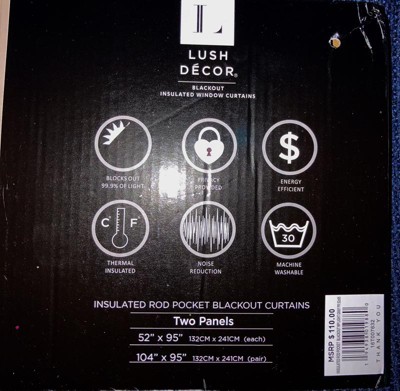 L
LUSH
DÉCOR®
BLACKOUT
INSULATED WINDOW CURTAINS
BLOCKS OUT
99.9% OF LIGHT
PRIVACY
PROVIDED
$
ENERGY
EFFICIENT
C° F°
THERMAL
INSULATED
NOISE
REDUCTION
30
MACHINE
WASHABLE
INSULATED ROD POCKET BLACKOUT CURTAINS
Two Panels
52" x 95" 132CM x 241CM (each)
104" x 95" 132CM x 241CM (pair)
MSRP $ 110.00
THANK YOU